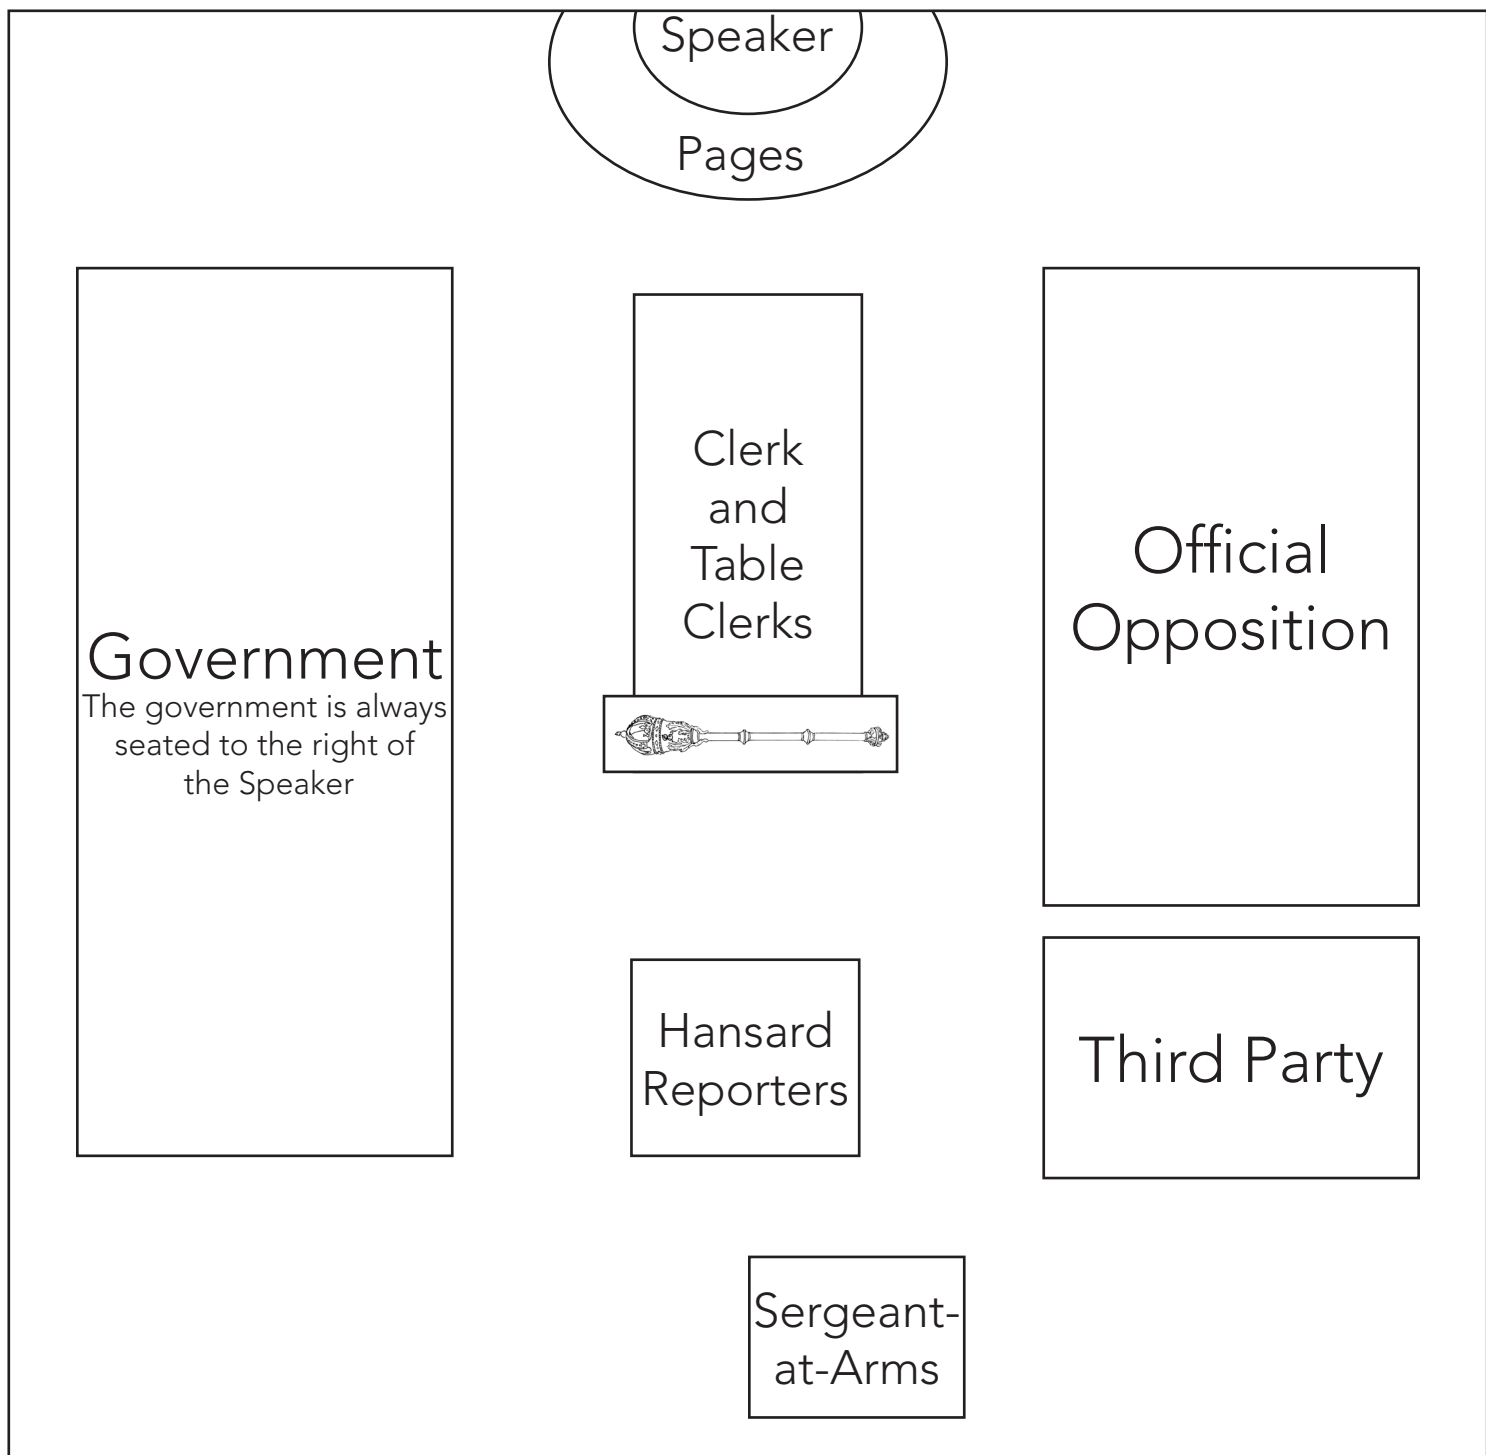 Speaker
Pages
Government
The government is always
seated to the right of
the Speaker
Clerk
and
Table
Clerks
Official
Opposition
Hansard
Reporters
Third Party
Sergeant-
at-Arms